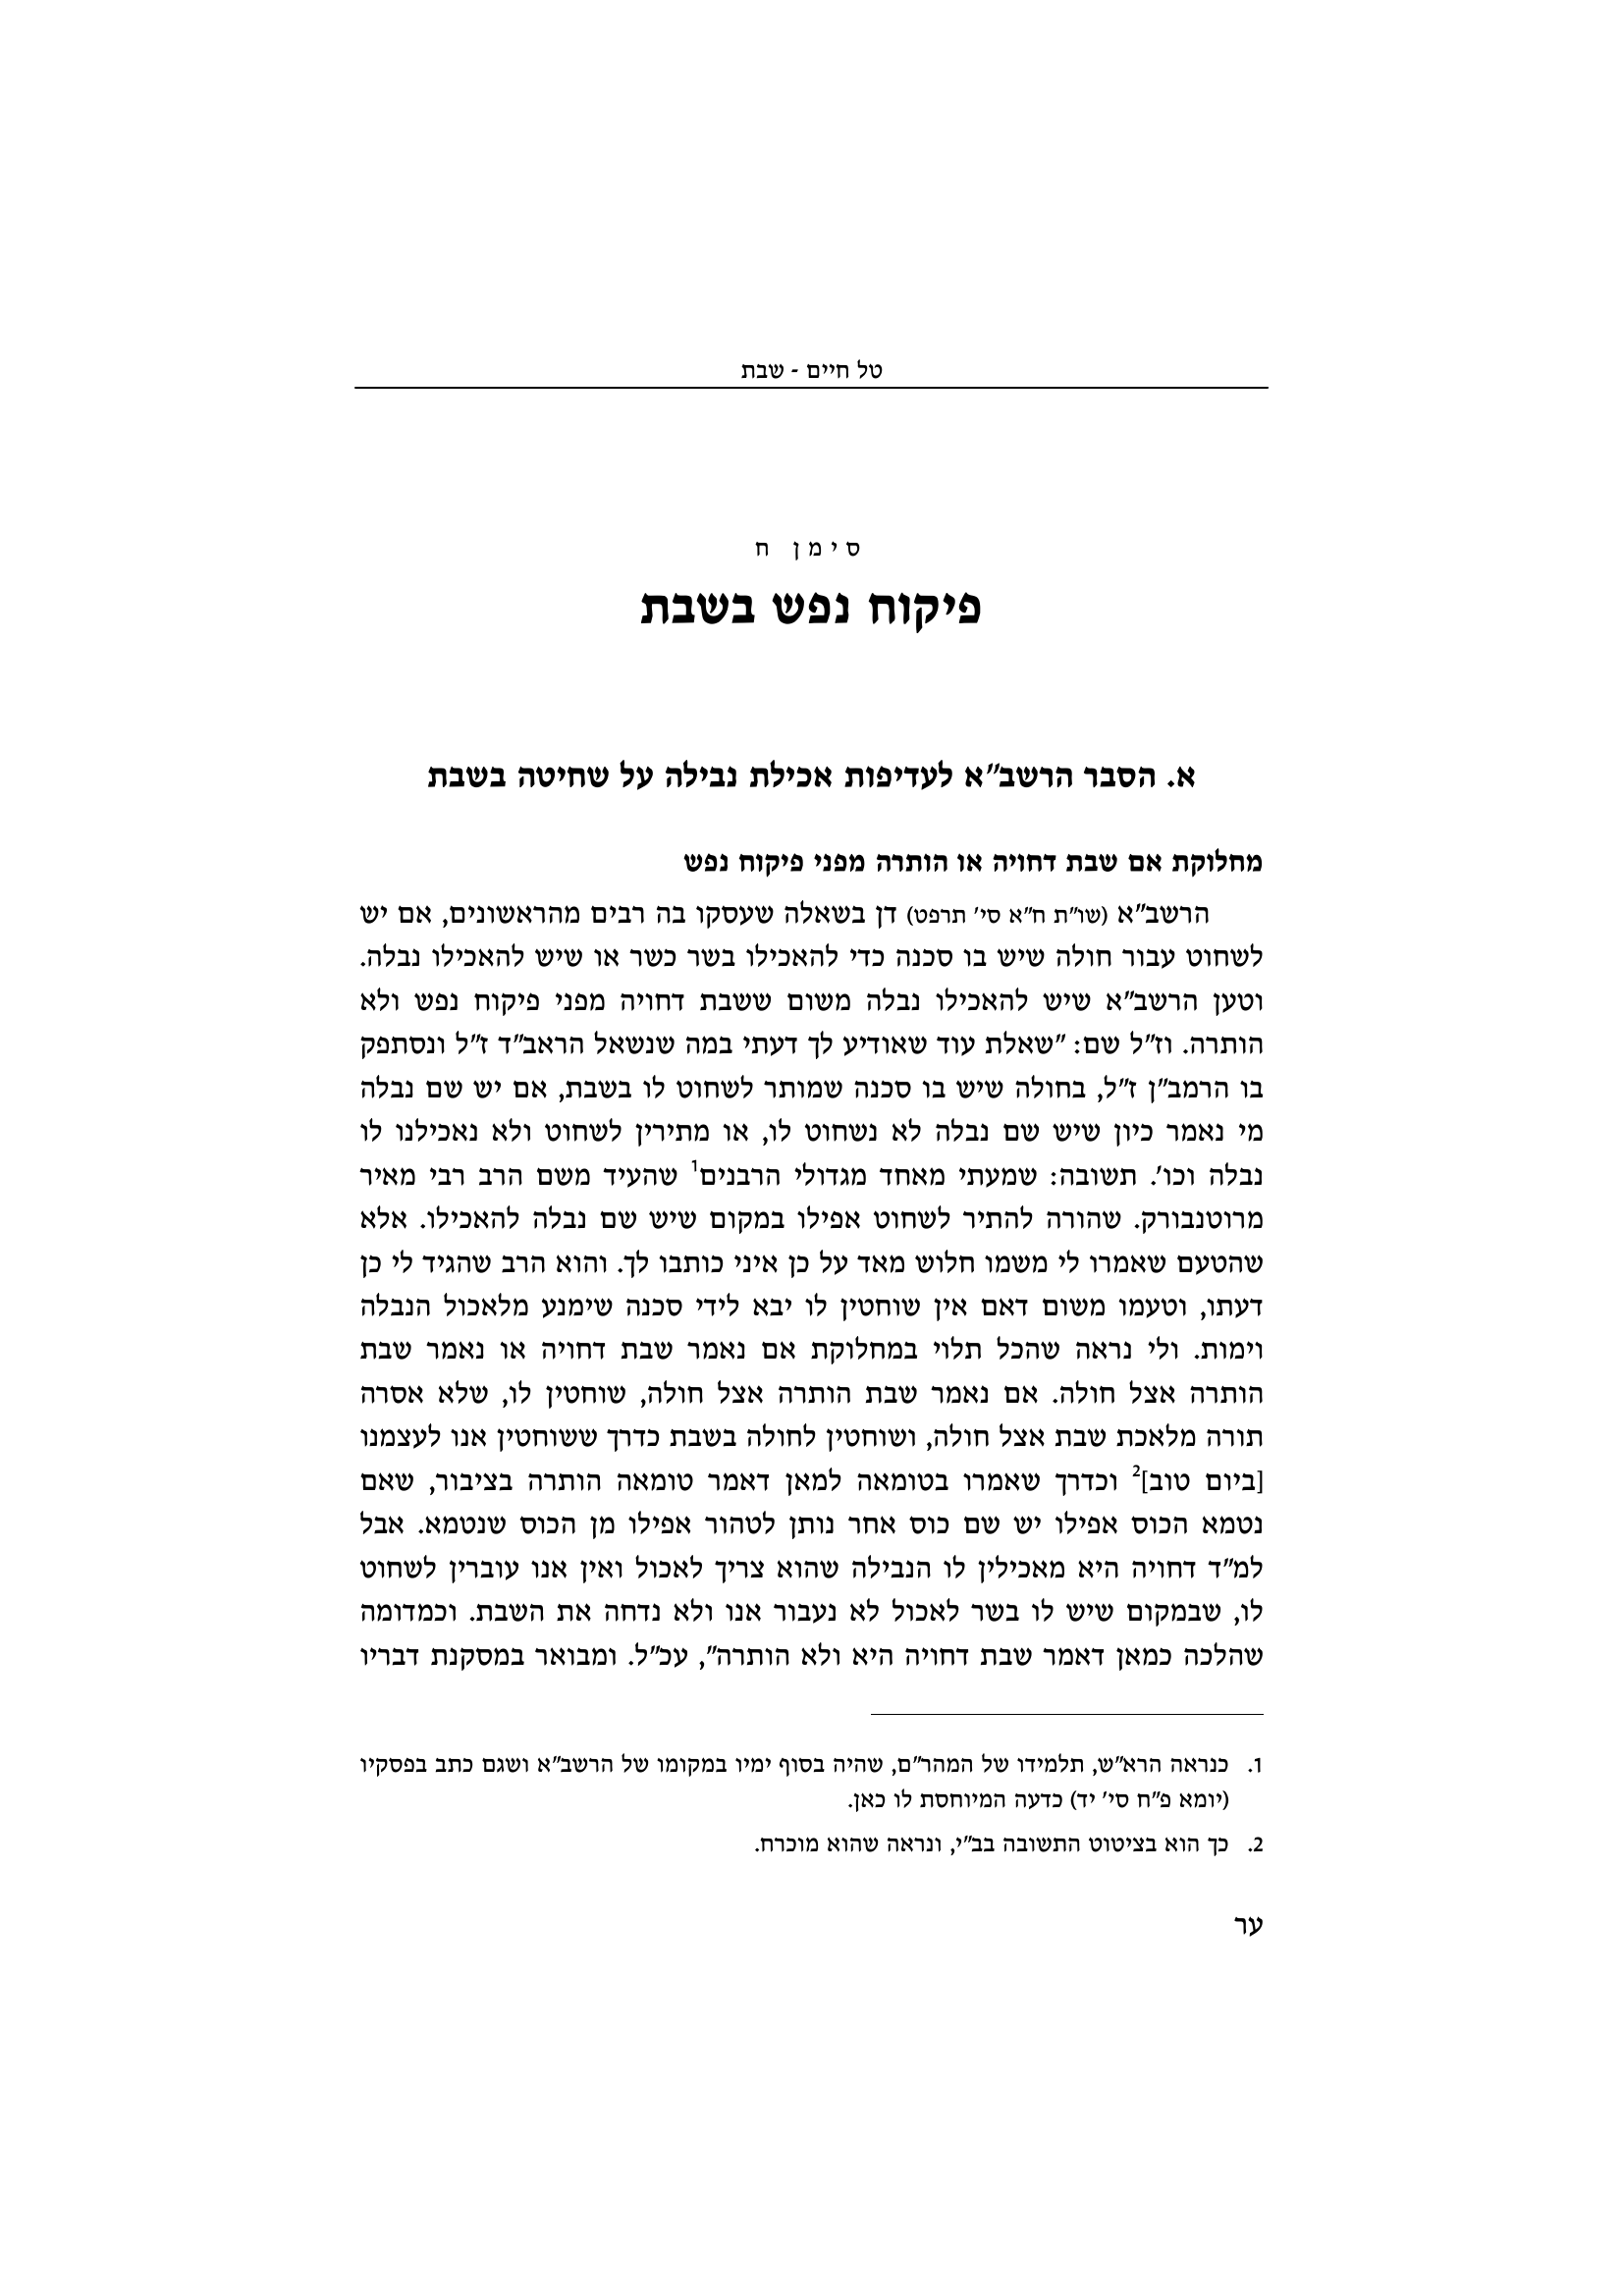 טל חיים - שבת
סימן ח
פיקוח נפש בשבת
א. הסבר הרשב"א לעדיפות אכילת נבילה על שחיטה בשבת
מחלוקת אם שבת דחויה או הותרה מפני פיקוח נפש
הרשב"א (שו"ת ח"א סי' תרפט) דן בשאלה שעסקו בה רבים מהראשונים, אם יש
לשחוט עבור חולה שיש בו סכנה כדי להאכילו בשר כשר או שיש להאכילו נבלה.
וטען הרשב"א שיש להאכילו נבלה משום ששבת דחויה מפני פיקוח נפש ולא
הותרה. וז"ל שם: "שאלת עוד שאודיע לך דעתי במה שנשאל הראב"ד ז"ל ונסתפק
בו הרמב"ן ז"ל, בחולה שיש בו סכנה שמותר לשחוט לו בשבת, אם יש שם נבלה
מי נאמר כיון שיש שם נבלה לא נשחוט לו, או מתירין לשחוט ולא נאכילנו לו
נבלה וכו'. תשובה: שמעתי מאחד מגדולי הרבנים1 שהעיד משם הרב רבי מאיר
מרוטנבורק. שהורה להתיר לשחוט אפילו במקום שיש שם נבלה להאכילו. אלא
שהטעם שאמרו לי משמו חלוש מאד על כן איני כותבו לך. והוא הרב שהגיד לי כן
דעתו, וטעמו משום דאם אין שוחטין לו יבא לידי סכנה שימנע מלאכול הנבלה
וימות. ולי נראה שהכל תלוי במחלוקת אם נאמר שבת דחויה או נאמר שבת
הותרה אצל חולה. אם נאמר שבת הותרה אצל חולה, שוחטין לו, שלא אסרה
תורה מלאכת שבת אצל חולה, ושוחטין לחולה בשבת כדרך ששוחטין אנו לעצמנו
[ביום טוב]2 וכדרך שאמרו בטומאה למאן דאמר טומאה הותרה בציבור, שאם
נטמא הכוס אפילו יש שם כוס אחר נותן לטהור אפילו מן הכוס שנטמא. אבל
למ"ד דחויה היא מאכילין לו הנבילה שהוא צריך לאכול ואין אנו עוברין לשחוט
לו, שבמקום שיש לו בשר לאכול לא נעבור אנו ולא נדחה את השבת. וכמדומה
שהלכה כמאן דאמר שבת דחויה היא ולא הותרה", עכ"ל. ומבואר במסקנת דבריו
1. כנראה הרא"ש, תלמידו של המהר"ם, שהיה בסוף ימיו במקומו של הרשב"א ושגם כתב בפסקיו
(יומא פ"ח סי' יד) כדעה המיוחסת לו כאן.
2. כך הוא בציטוט התשובה בב"י, ונראה שהוא מוכרח.
ער